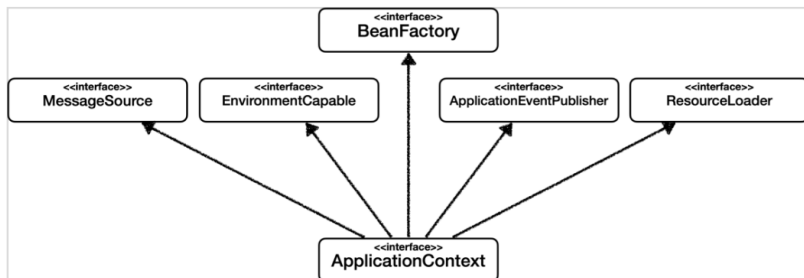 <<interface>>
BeanFactory
<<interface>>
MessageSource
<<interface>>
EnvironmentCapable
<<interface>>
ApplicationEventPublisher
<<interface>>
ResourceLoader
<<interface>>
ApplicationContext